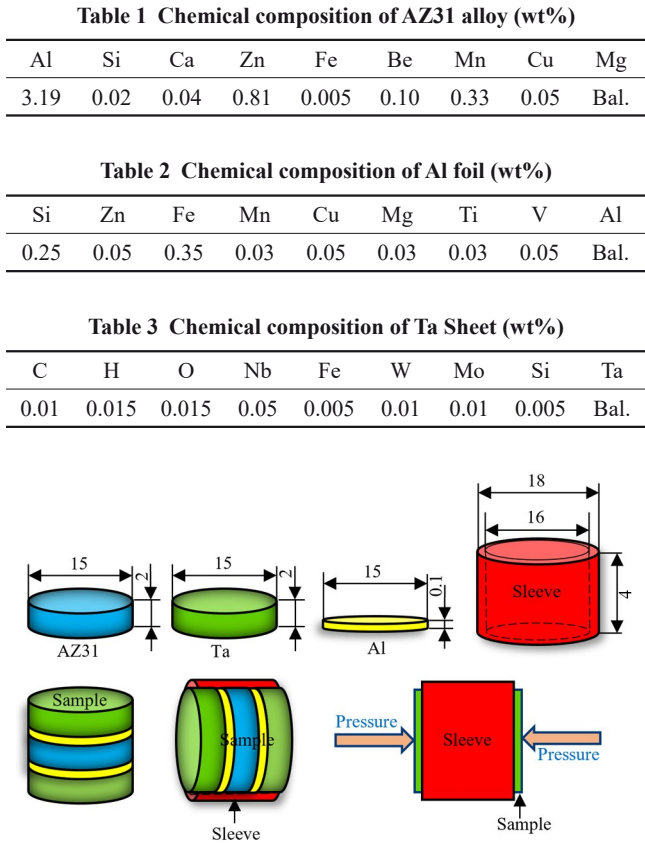 Table 1 Chemical composition of AZ31 alloy (wt%)
Al Si Ca Zn Fe Be Mn Cu Mg
3.19 0.02 0.04 0.81 0.005 0.10 0.33 0.05 Bal.
Table 2 Chemical composition of Al foil (wt%)
Si Zn Fe Mn Cu Mg Ti V Al
0.25 0.05 0.35 0.03 0.05 0.03 0.03 0.05 Bal.
Table 3 Chemical composition of Ta Sheet (wt%)
C H O Nb Fe W Mo Si Ta
0.01 0.015 0.015 0.05 0.005 0.01 0.01 0.005 Bal.
18
16
15 2 15 2 15 0.1
Sleeve 4
AZ31 Ta Al
Sample
Sample
Pressure Sleeve
Pressure
Sample
Sleeve